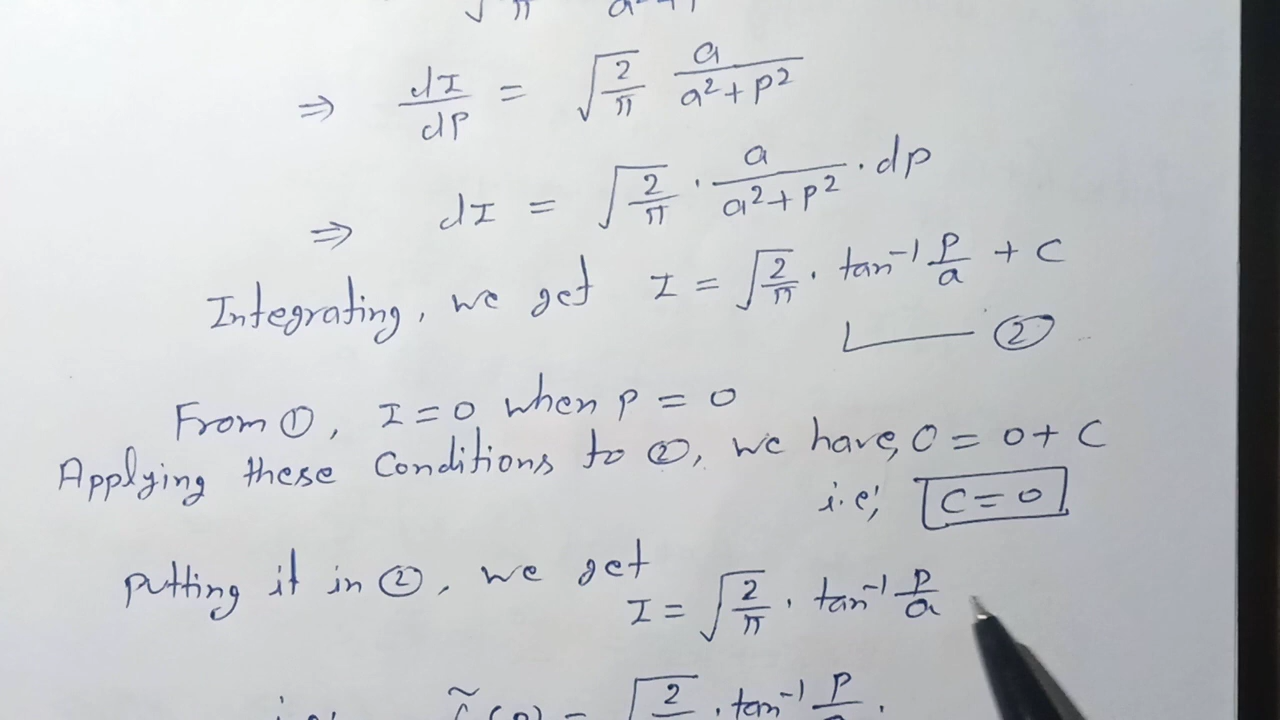 ⇒ dI/dp = √(2/π) a/(a²+p²)
⇒ dI = √(2/π) · a/(a²+p²) · dp
Integrating, we get I = √(2/π) · tan⁻¹ p/a + C
②
From ①, I = 0 when p = 0
Applying these Conditions to ②, we have, 0 = 0 + C
i.e; C = 0
putting it in ②, we get
I = √(2/π) · tan⁻¹ p/a